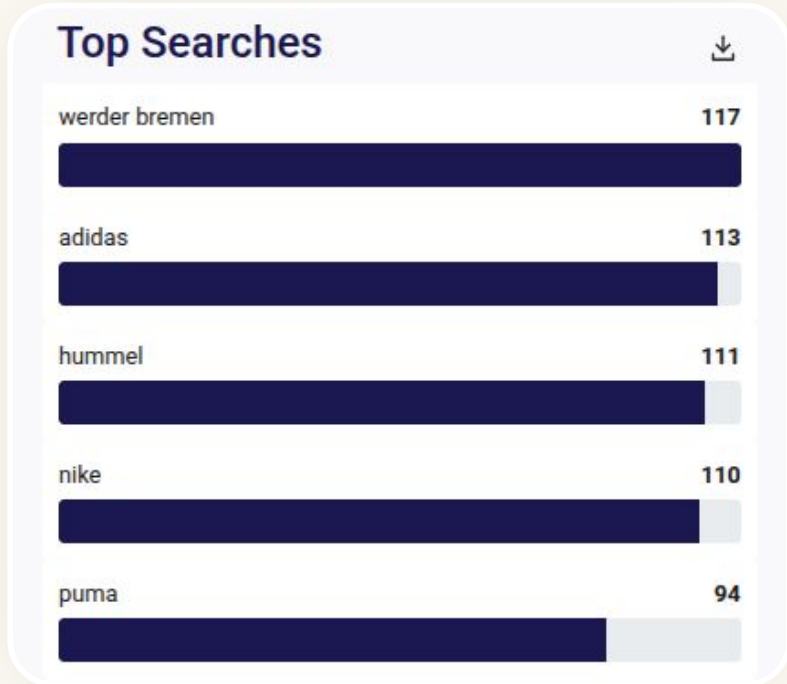 Top Searches
werder bremen 117
adidas 113
hummel 111
nike 110
puma 94